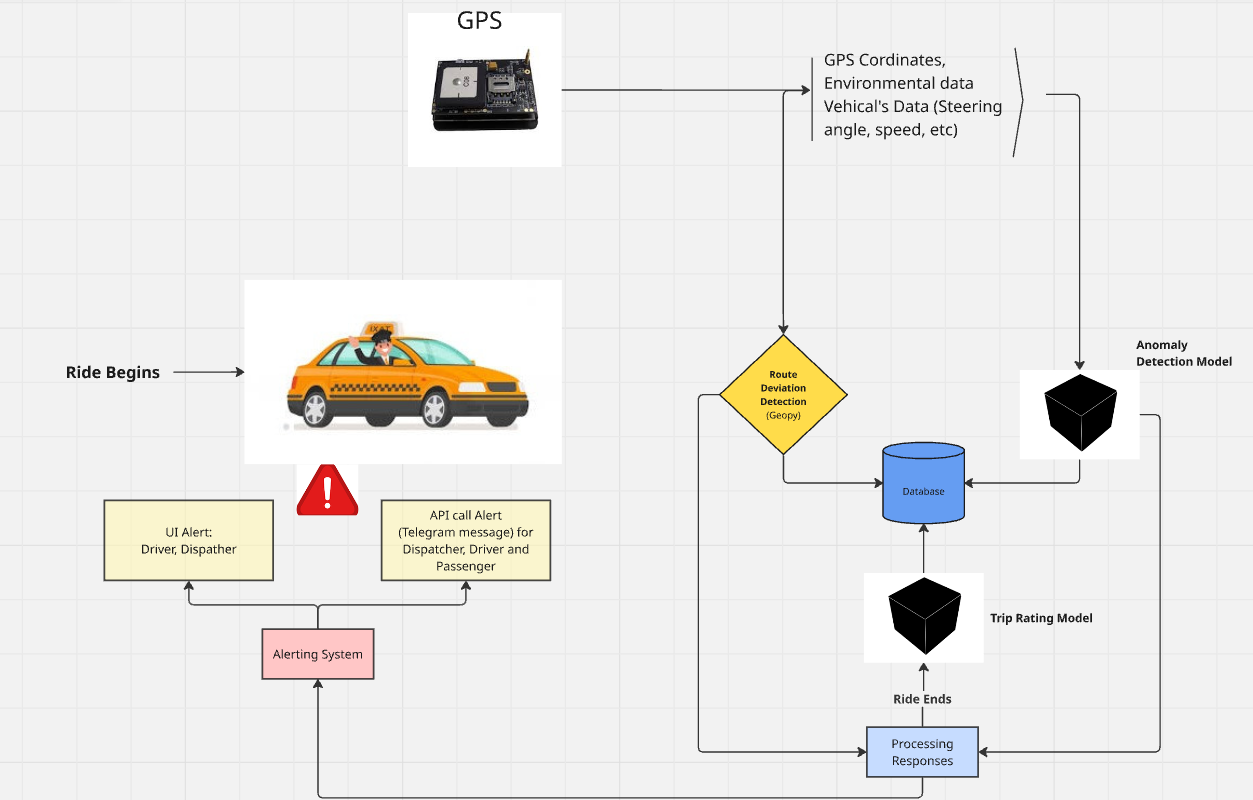 GPS
GPS Cordinates,
Environmental data
Vehical's Data (Steering
angle, speed, etc)
Ride Begins
Anomaly
Detection Model
Route
Deviation
Detection
(Geopy)
Database
UI Alert:
Driver, Dispather
API call Alert
(Telegram message) for
Dispatcher, Driver and
Passenger
Trip Rating Model
Alerting System
Ride Ends
Processing
Responses